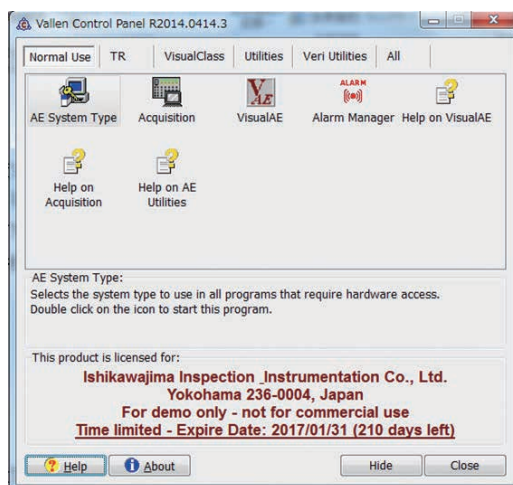 Vallen Control Panel R2014.0414.3
Normal Use TR VisualClass Utilities Veri Utilities All
AE System Type Acquisition VisualAE Alarm Manager Help on VisualAE
VAE
ALARM
Help on Acquisition
Help on AE Utilities
AE System Type:
Selects the system type to use in all programs that require hardware access.
Double click on the icon to start this program.
This product is licensed for:
Ishikawajima Inspection _Instrumentation Co., Ltd.
Yokohama 236-0004, Japan
For demo only - not for commercial use
Time limited - Expire Date: 2017/01/31 (210 days left)
Help About Hide Close